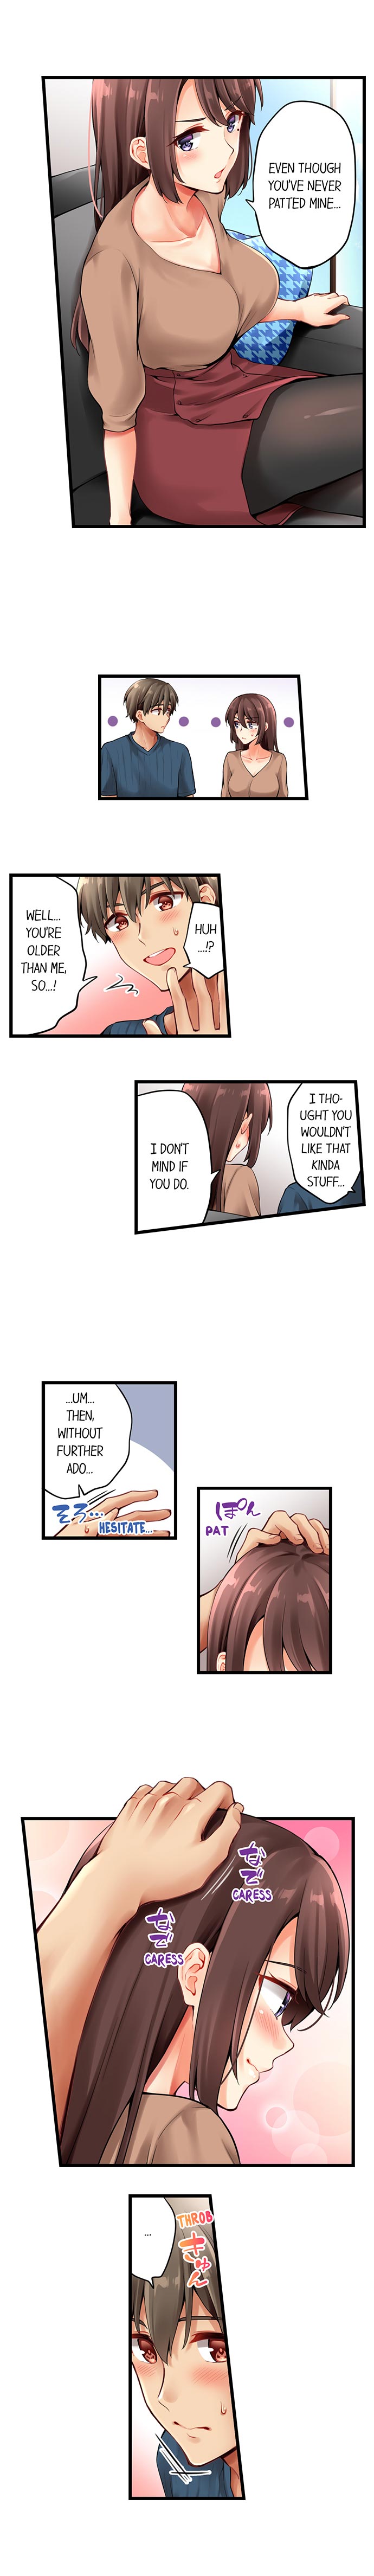 EVEN THOUGH
YOU'VE NEVER
PATTED MINE...
HUH
...!?
WELL...
YOU'RE
OLDER
THAN ME,
SO...!
I THO-
UGHT YOU
WOULDN'T
LIKE THAT
KINDA
STUFF...
I DON'T
MIND IF
YOU DO.
...UM...
THEN,
WITHOUT
FURTHER
ADO...
そろ...
HESITATE...
ぽん
PAT
なで
CARESS
なで
CARESS
THROB
きゅん
...